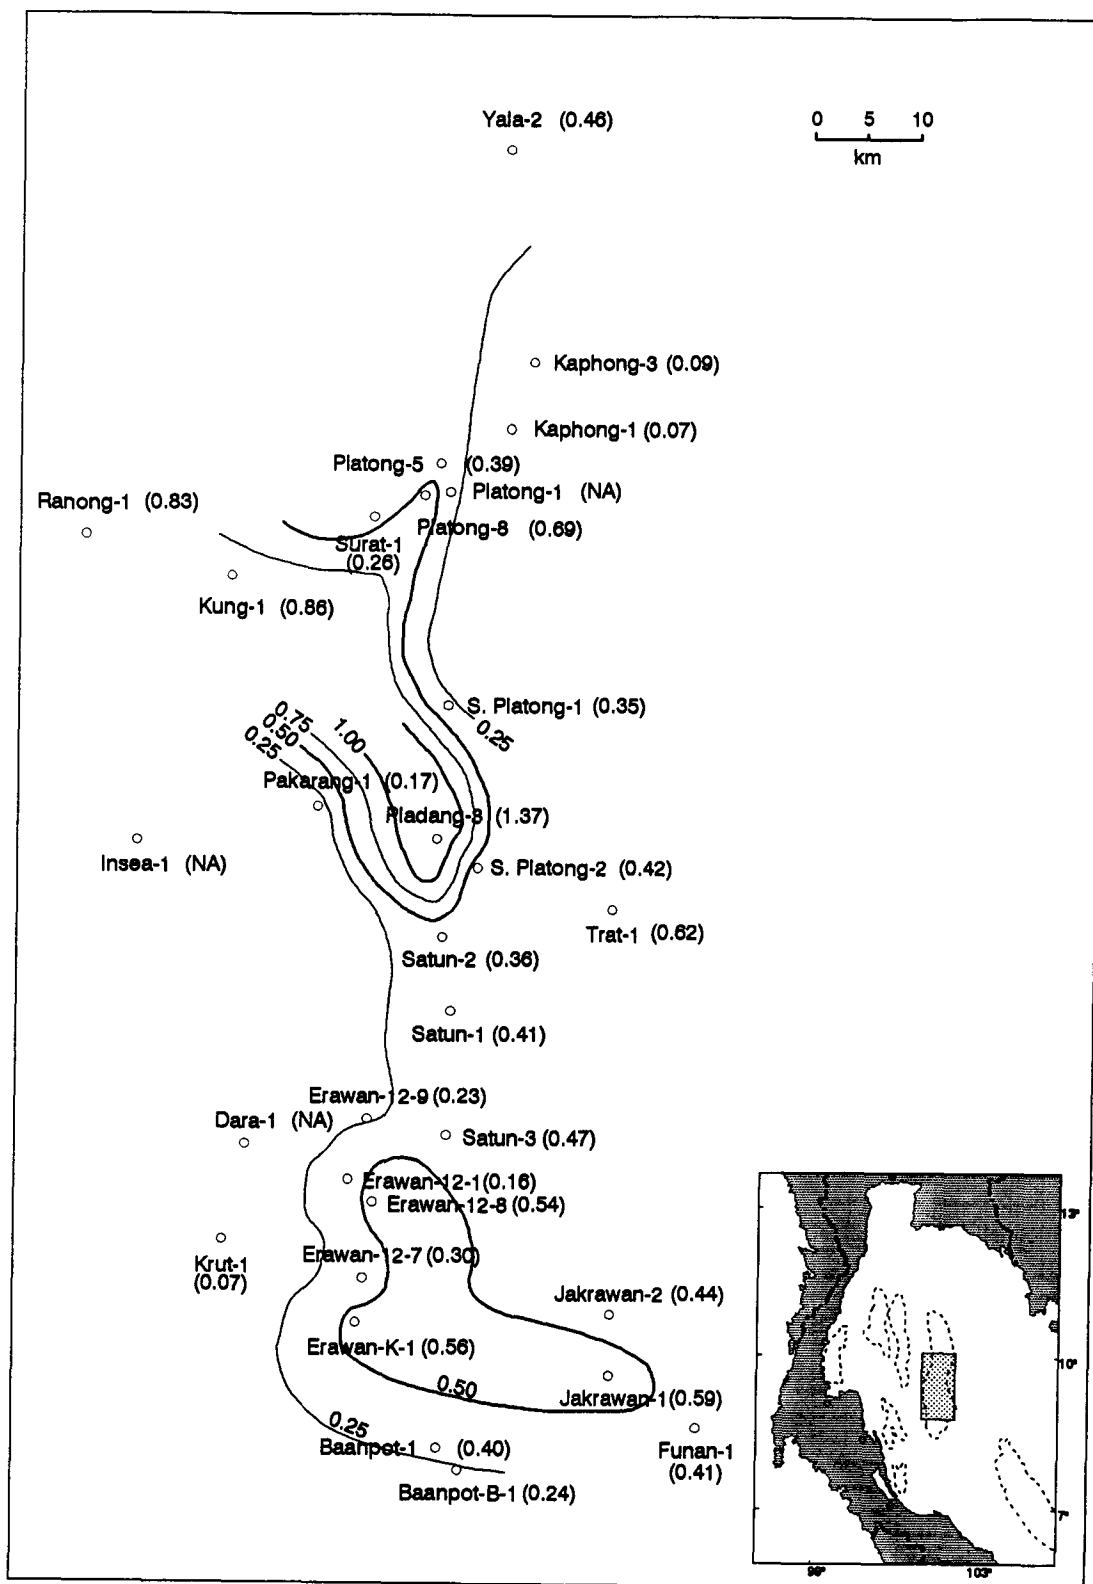 Yala-2 (0.46)
0 5 10
km
Kaphong-3 (0.09)
Kaphong-1 (0.07)
Platong-5 (0.39)
Platong-1 (NA)
Ranong-1 (0.83)
Platong-8 (0.69)
Surat-1
(0.26)
Kung-1 (0.86)
S. Platong-1 (0.35)
0.25
0.75
1.00
0.50
0.25
Pakarang-1 (0.17)
Pladang-3 (1.37)
Insea-1 (NA)
S. Platong-2 (0.42)
Trat-1 (0.62)
Satun-2 (0.36)
Satun-1 (0.41)
Erawan-12-9 (0.23)
Dara-1 (NA)
Satun-3 (0.47)
Erawan-12-1 (0.16)
Erawan-12-8 (0.54)
Erawan-12-7 (0.30)
Krut-1
(0.07)
Jakrawan-2 (0.44)
Erawan-K-1 (0.56)
0.50
Jakrawan-1 (0.59)
0.25
Baanpot-1 (0.40)
Funan-1
(0.41)
Baanpot-B-1 (0.24)
13°
10°
7°
99° 103°